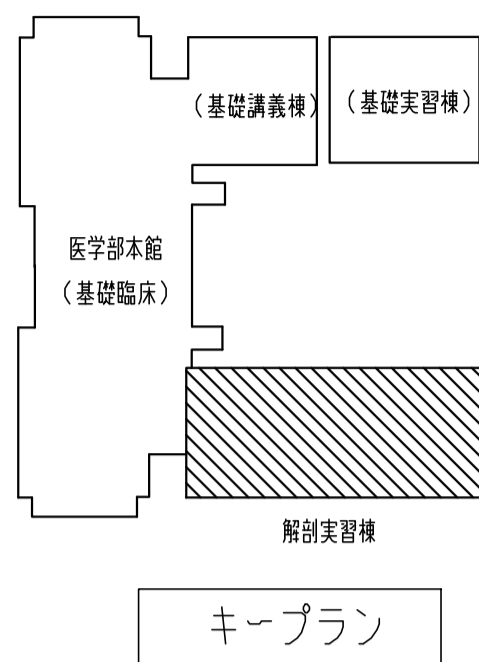 （基礎講義棟）
（基礎実習棟）
医学部本館
（基礎臨床）
解剖実習棟
キープラン